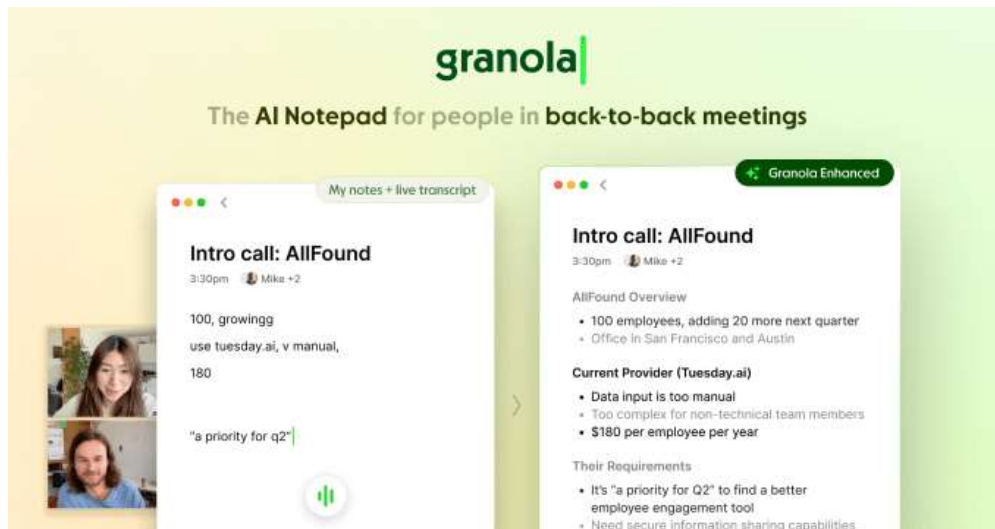 granola
The AI Notepad for people in back-to-back meetings
My notes + live transcript
Intro call: AllFound
3:30pm Mike +2
100, growingg
use tuesday.ai, v manual,
180
"a priority for q2"
Granola Enhanced
Intro call: AllFound
3:30pm Mike +2
AllFound Overview
• 100 employees, adding 20 more next quarter
• Office in San Francisco and Austin
Current Provider (Tuesday.ai)
• Data input is too manual
• Too complex for non-technical team members
• $180 per employee per year
Their Requirements
• It's "a priority for Q2" to find a better
employee engagement tool
• Need secure information sharing capabilities